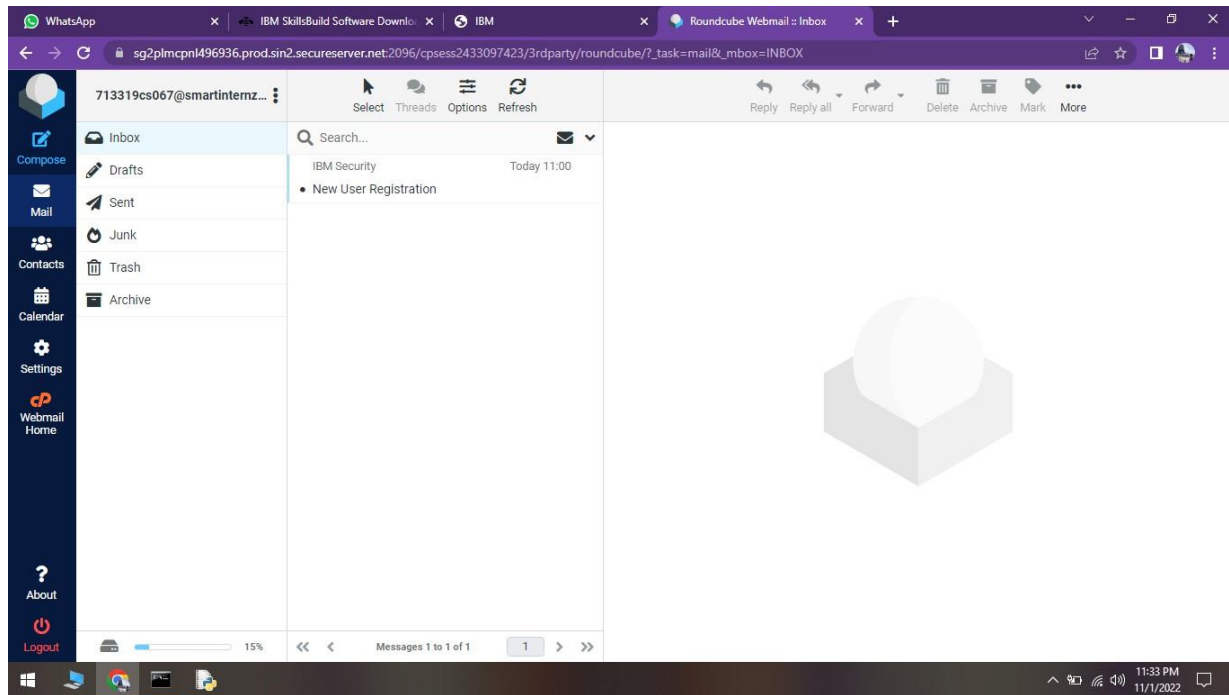 WhatsApp
IBM SkillsBuild Software Downlo
IBM
Roundcube Webmail :: Inbox
sg2plmcpnl496936.prod.sin2.secureserver.net:2096/cpsess2433097423/3rdparty/roundcube/?_task=mail&_mbox=INBOX
713319cs067@smartinternz...
Select Threads Options Refresh
Reply Reply all Forward Delete Archive Mark More
Compose
Mail
Contacts
Calendar
Settings
cP
Webmail
Home
About
Logout
Inbox
Drafts
Sent
Junk
Trash
Archive
15%
Search...
IBM Security Today 11:00
• New User Registration
Messages 1 to 1 of 1 1
11:33 PM
11/1/2022